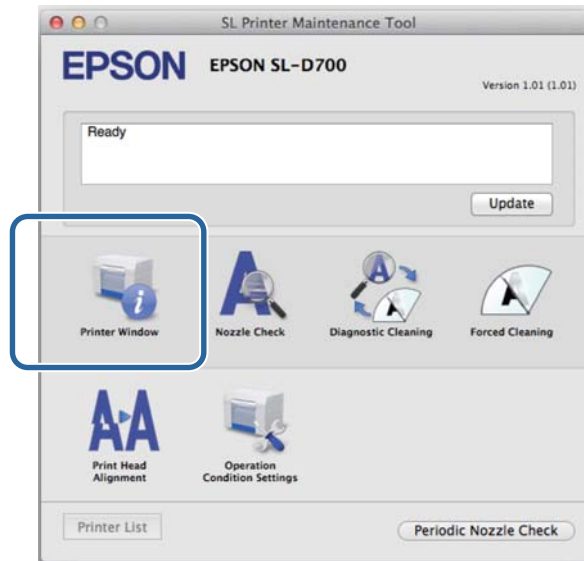 SL Printer Maintenance Tool
EPSON EPSON SL-D700
Version 1.01 (1.01)
Ready
Update
Printer Window
Nozzle Check
Diagnostic Cleaning
Forced Cleaning
Print Head
Alignment
Operation
Condition Settings
Printer List
Periodic Nozzle Check